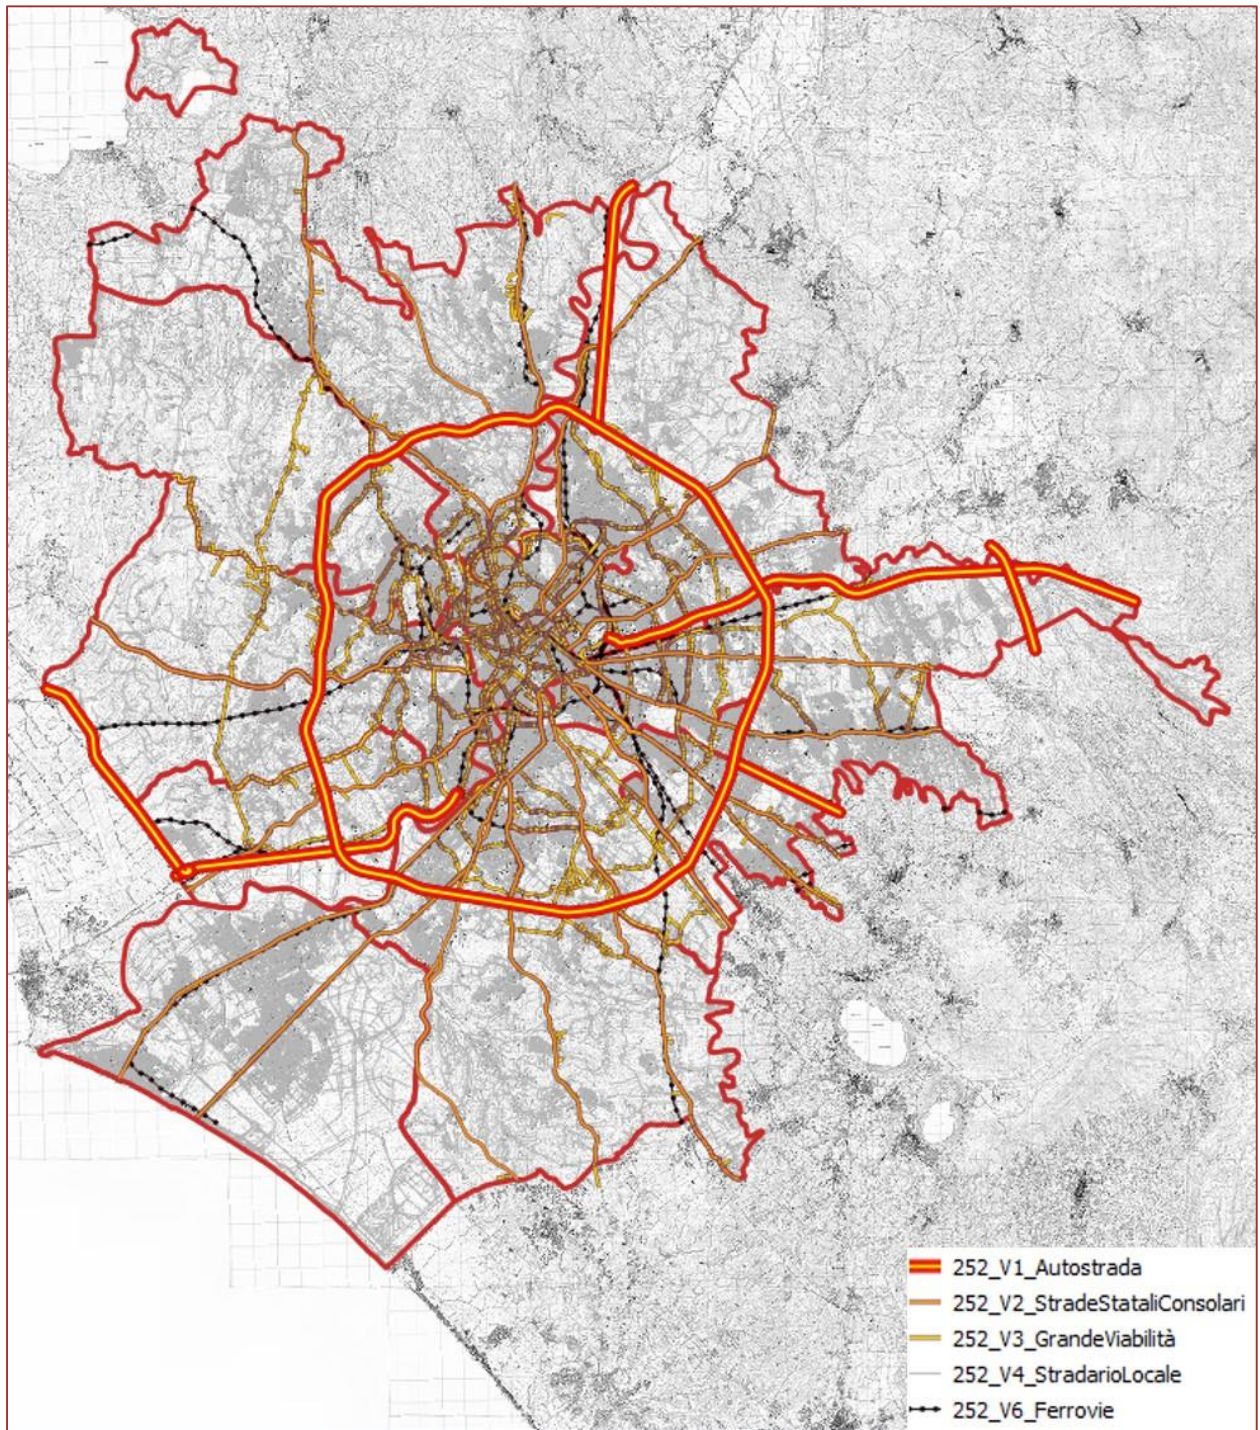 252_V1_Autostrada
252_V2_StradeStataliConsolari
252_V3_GrandeViabilità
252_V4_StradarioLocale
252_V6_Ferrovie